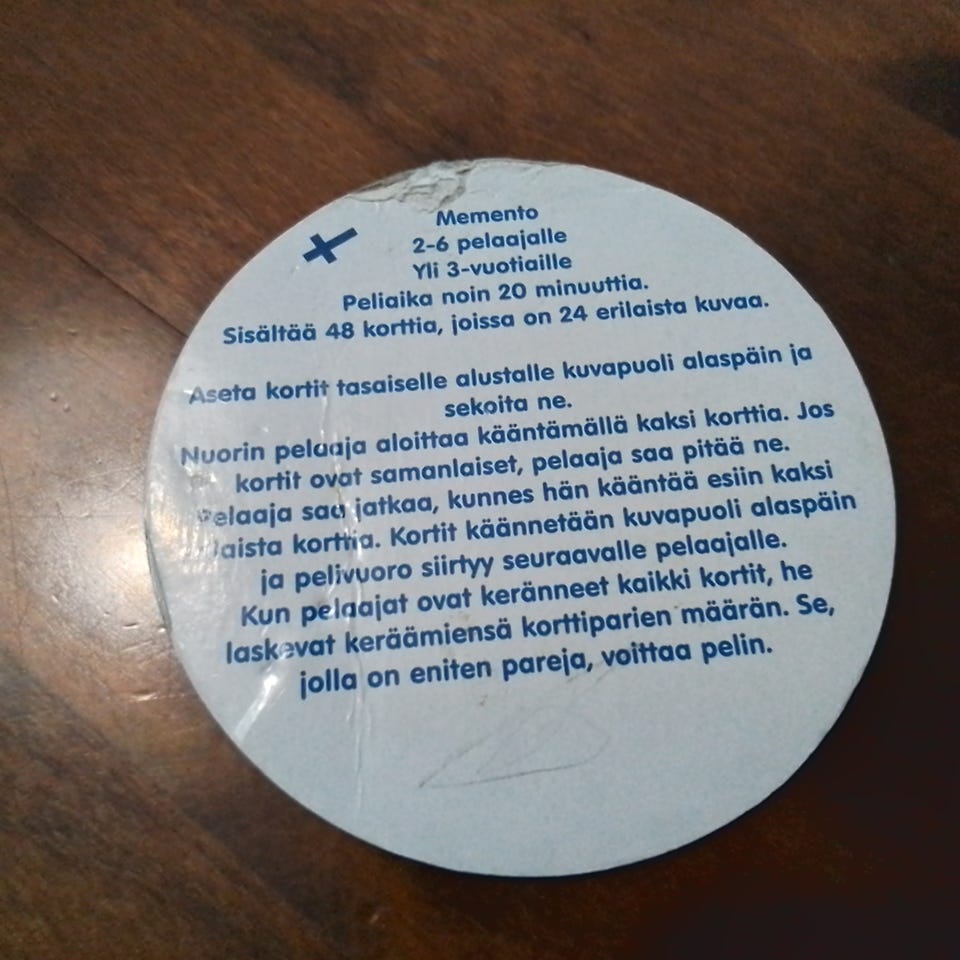 Memento
2-6 pelaajalle
Yli 3-vuotiaille
Peliaika noin 20 minuuttia.
Sisältää 48 korttia, joissa on 24 erilaista kuvaa.
Aseta kortit tasaiselle alustalle kuvapuoli alaspäin ja
sekoita ne.
Nuorin pelaaja aloittaa kääntämällä kaksi korttia. Jos
kortit ovat samanlaiset, pelaaja saa pitää ne.
Pelaaja saa jatkaa, kunnes hän kääntää esiin kaksi
korttia. Kortit käännetään kuvapuoli alaspäin
ja pelivuoro siirtyy seuraavalle pelaajalle.
Kun pelaajat ovat keränneet kaikki kortit, he
laskevat keräämiensä korttiparien määrän. Se,
jolla on eniten pareja, voittaa pelin.